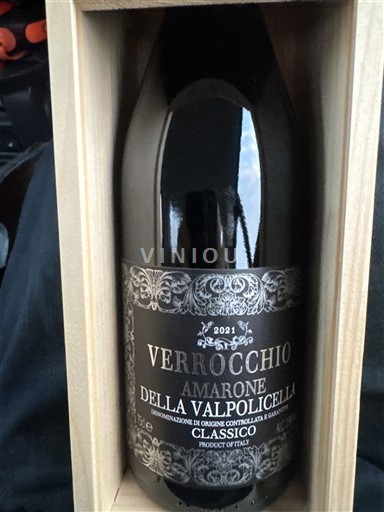 VINIOU
2021
VERROCCHIO
AMARONE
DELLA VALPOLICELLA
DENOMINAZIONE DI ORIGINE CONTROLLATA E GARANTITA
CLASSICO
PRODUCT OF ITALY